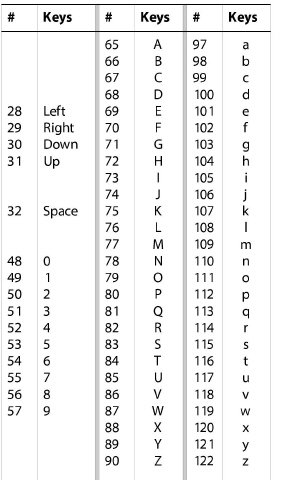 # Keys # Keys # Keys
65 A 97 a
66 B 98 b
67 C 99 c
68 D 100 d
28 Left 69 E 101 e
29 Right 70 F 102 f
30 Down 71 G 103 g
31 Up 72 H 104 h
73 I 105 i
74 J 106 j
32 Space 75 K 107 k
76 L 108 l
77 M 109 m
48 0 78 N 110 n
49 1 79 O 111 o
50 2 80 P 112 p
51 3 81 Q 113 q
52 4 82 R 114 r
53 5 83 S 115 s
54 6 84 T 116 t
55 7 85 U 117 u
56 8 86 V 118 v
57 9 87 W 119 w
88 X 120 x
89 Y 121 y
90 Z 122 z